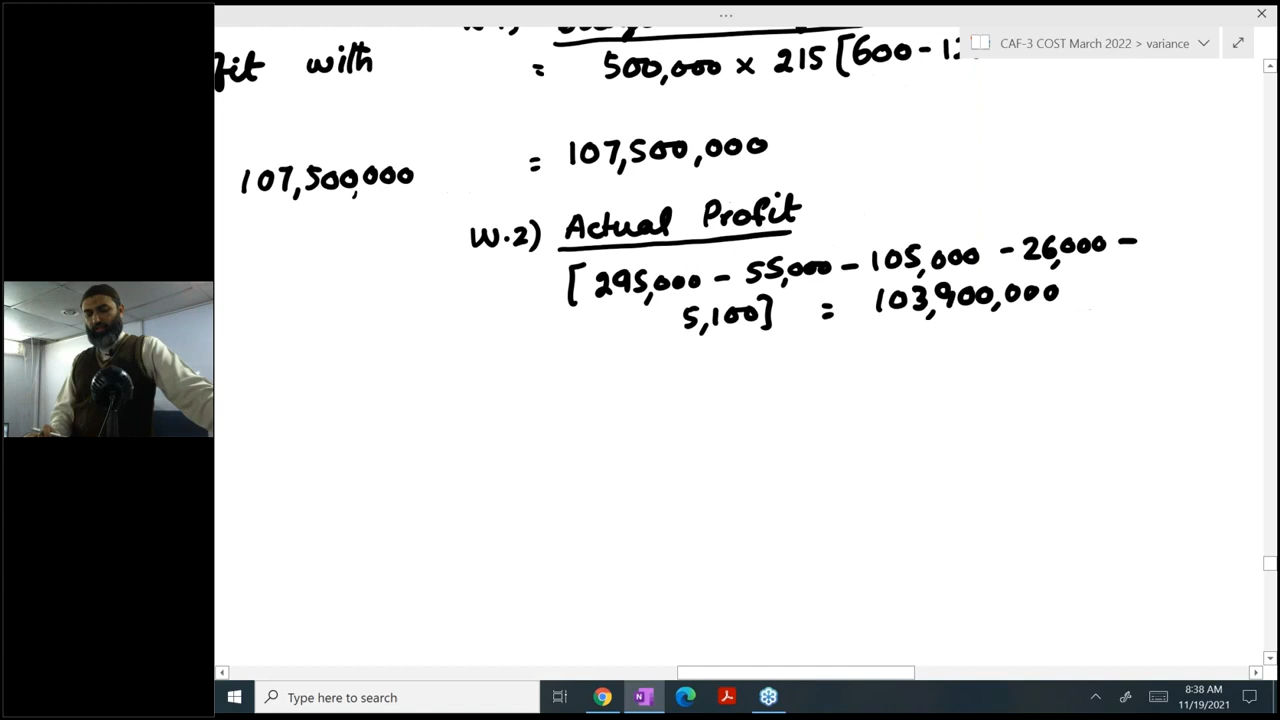 CAF-3 COST March 2022 > variance
fit with
= 500,000 × 215 [600 -
107,500,000
= 107,500,000
W.2) Actual Profit
[295,000 - 55,000 - 105,000 - 26,000 -
5,100] = 103,900,000
Type here to search
8:38 AM
11/19/2021